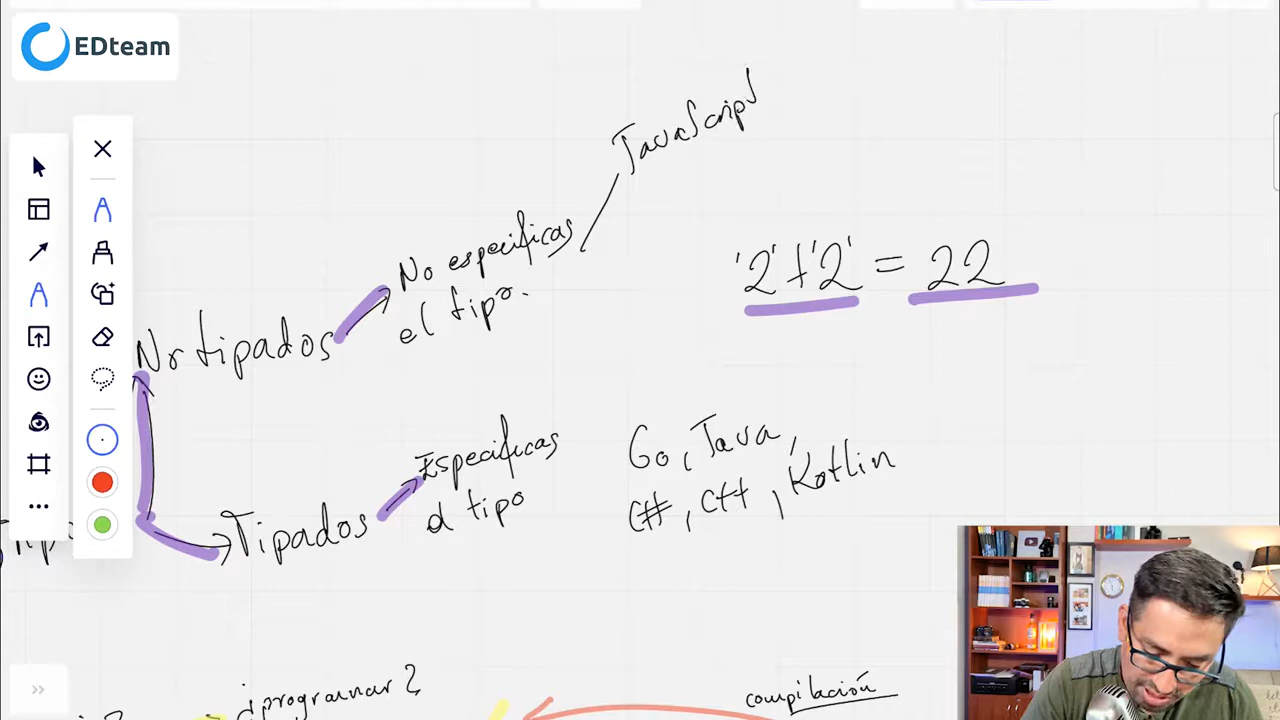 EDteam
JavaScript
No especificas
el tipo.
'2'+'2' = 22
No tipados
Especificas
el tipo
Go, Java,
C#, C++, Kotlin
Tipados
¿programar?
compilación